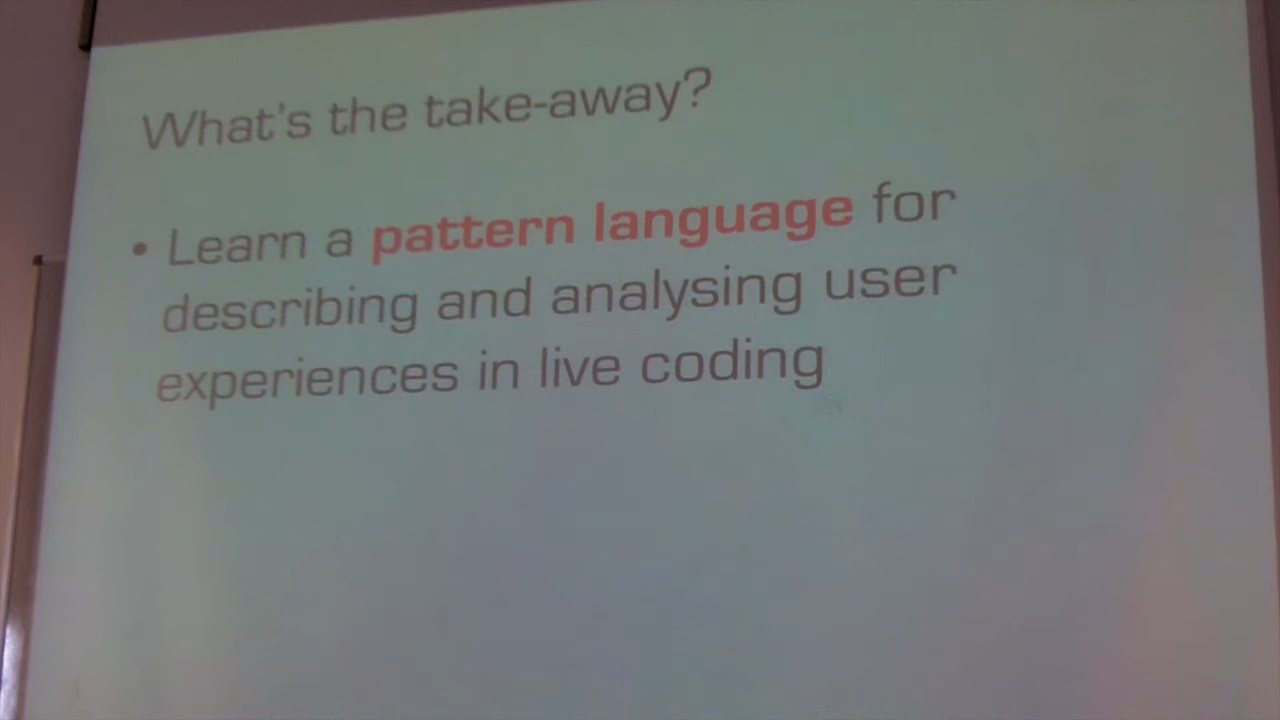 What's the take-away?
• Learn a pattern language for
describing and analysing user
experiences in live coding